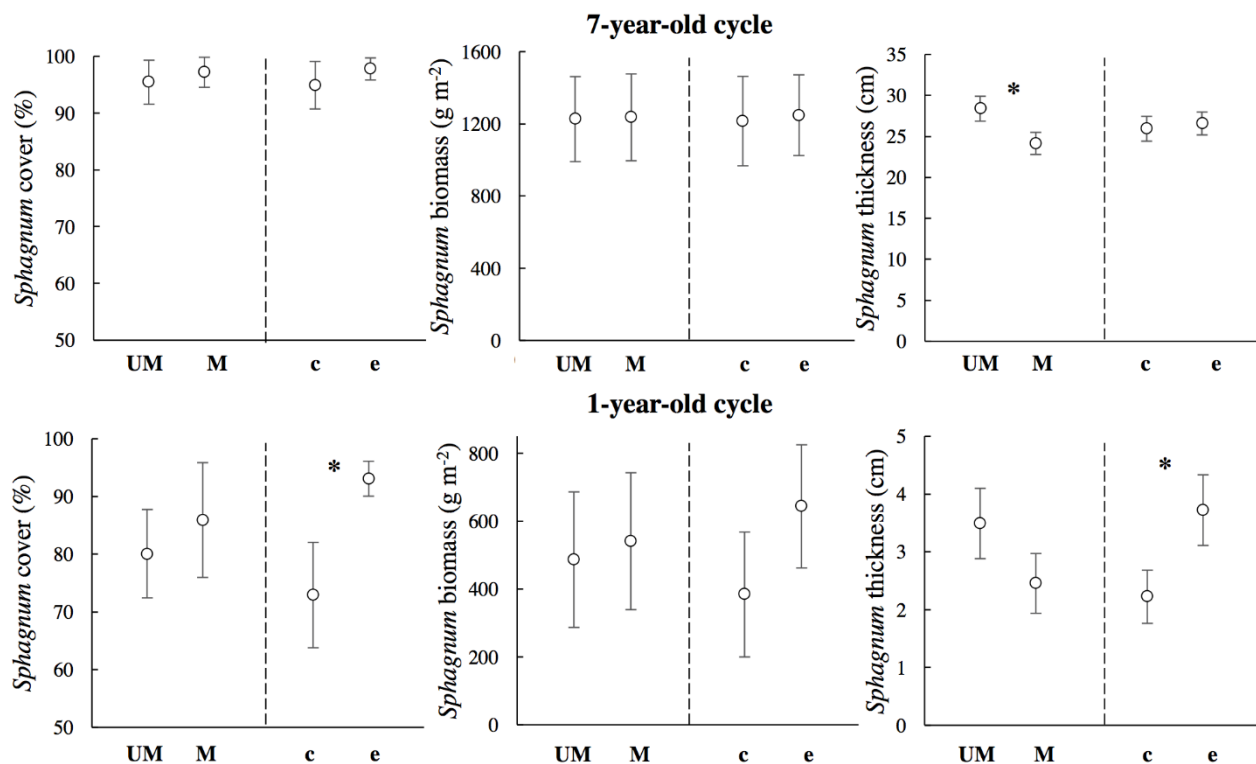 7-year-old cycle
Sphagnum cover (%)
100
90
80
70
60
50
UM M c e
Sphagnum biomass (g m⁻²)
1600
1200
800
400
0
UM M c e
Sphagnum thickness (cm)
35
30
25
20
15
10
5
0
*
UM M c e
1-year-old cycle
Sphagnum cover (%)
100
90
80
70
60
50
*
UM M c e
Sphagnum biomass (g m⁻²)
800
600
400
200
0
UM M c e
Sphagnum thickness (cm)
5
4
3
2
1
0
*
UM M c e